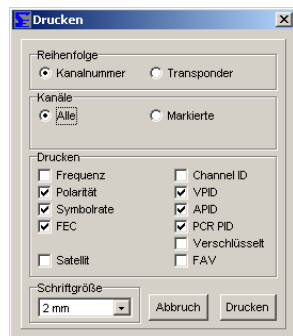 Drucken
Reihenfolge
Kanalnummer Transponder
Kanäle
Alle Markierte
Drucken
Frequenz Channel ID
Polarität VPID
Symbolrate APID
FEC PCR PID
Verschlüsselt
Satellit FAV
Schriftgröße
2 mm Abbruch Drucken